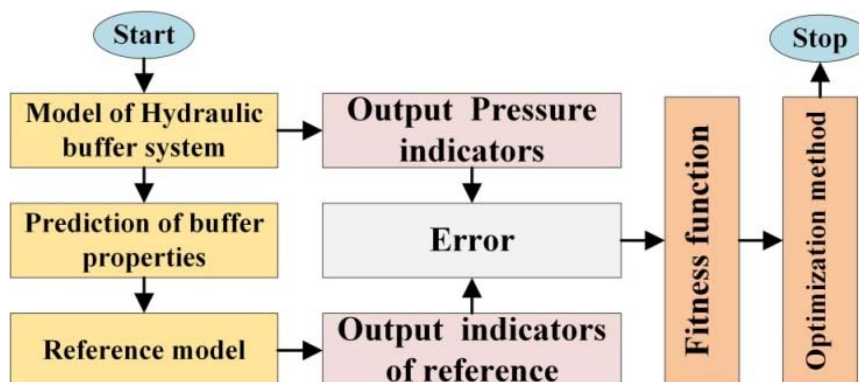 Start
Stop
Model of Hydraulic
buffer system
Output Pressure
indicators
Prediction of buffer
properties
Error
Reference model
Output indicators
of reference
Fitness function
Optimization method